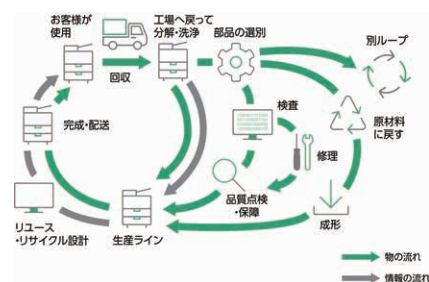 お客様が
使用
回収
工場へ戻って
分解・洗浄
部品の選別
別ループ
原材料
に戻す
検査
修理
完成・配送
品質点検
・保障
成形
生産ライン
リユース
・リサイクル設計
物の流れ
情報の流れ